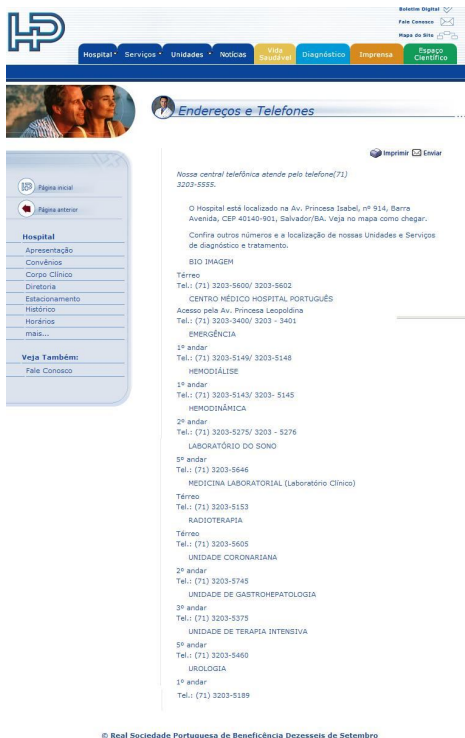 HP
Boletim Digital
Fale Conosco
Mapa do Site
Hospital Serviços Unidades Notícias Vida Saudável Diagnóstico Imprensa Espaço Científico
Endereços e Telefones
Imprimir Enviar
Página inicial
Página anterior
Hospital
Apresentação
Convênios
Corpo Clínico
Diretoria
Estacionamento
Histórico
Horários
mais...
Veja Também:
Fale Conosco
Nossa central telefônica atende pelo telefone(71)
3203-5555.
O Hospital está localizado na Av. Princesa Isabel, nº 914, Barra
Avenida, CEP 40140-901, Salvador/BA. Veja no mapa como chegar.
Confira outros números e a localização de nossas Unidades e Serviços
de diagnóstico e tratamento.
BIO IMAGEM
Térreo
Tel.: (71) 3203-5600/ 3203-5602
CENTRO MÉDICO HOSPITAL PORTUGUÊS
Acesso pela Av. Princesa Leopoldina
Tel.: (71) 3203-3400/ 3203 - 3401
EMERGÊNCIA
1º andar
Tel.: (71) 3203-5149/ 3203-5148
HEMODIÁLISE
1º andar
Tel.: (71) 3203-5143/ 3203- 5145
HEMODINÂMICA
2º andar
Tel.: (71) 3203-5275/ 3203 - 5276
LABORATÓRIO DO SONO
5º andar
Tel.: (71) 3203-5646
MEDICINA LABORATORIAL (Laboratório Clínico)
Térreo
Tel.: (71) 3203-5153
RADIOTERAPIA
Térreo
Tel.: (71) 3203-5605
UNIDADE CORONARIANA
2º andar
Tel.: (71) 3203-5745
UNIDADE DE GASTROHEPATOLOGIA
3º andar
Tel.: (71) 3203-5375
UNIDADE DE TERAPIA INTENSIVA
5º andar
Tel.: (71) 3203-5460
UROLOGIA
1º andar
Tel.: (71) 3203-5189
© Real Sociedade Portuguesa de Beneficência Dezesseis de Setembro